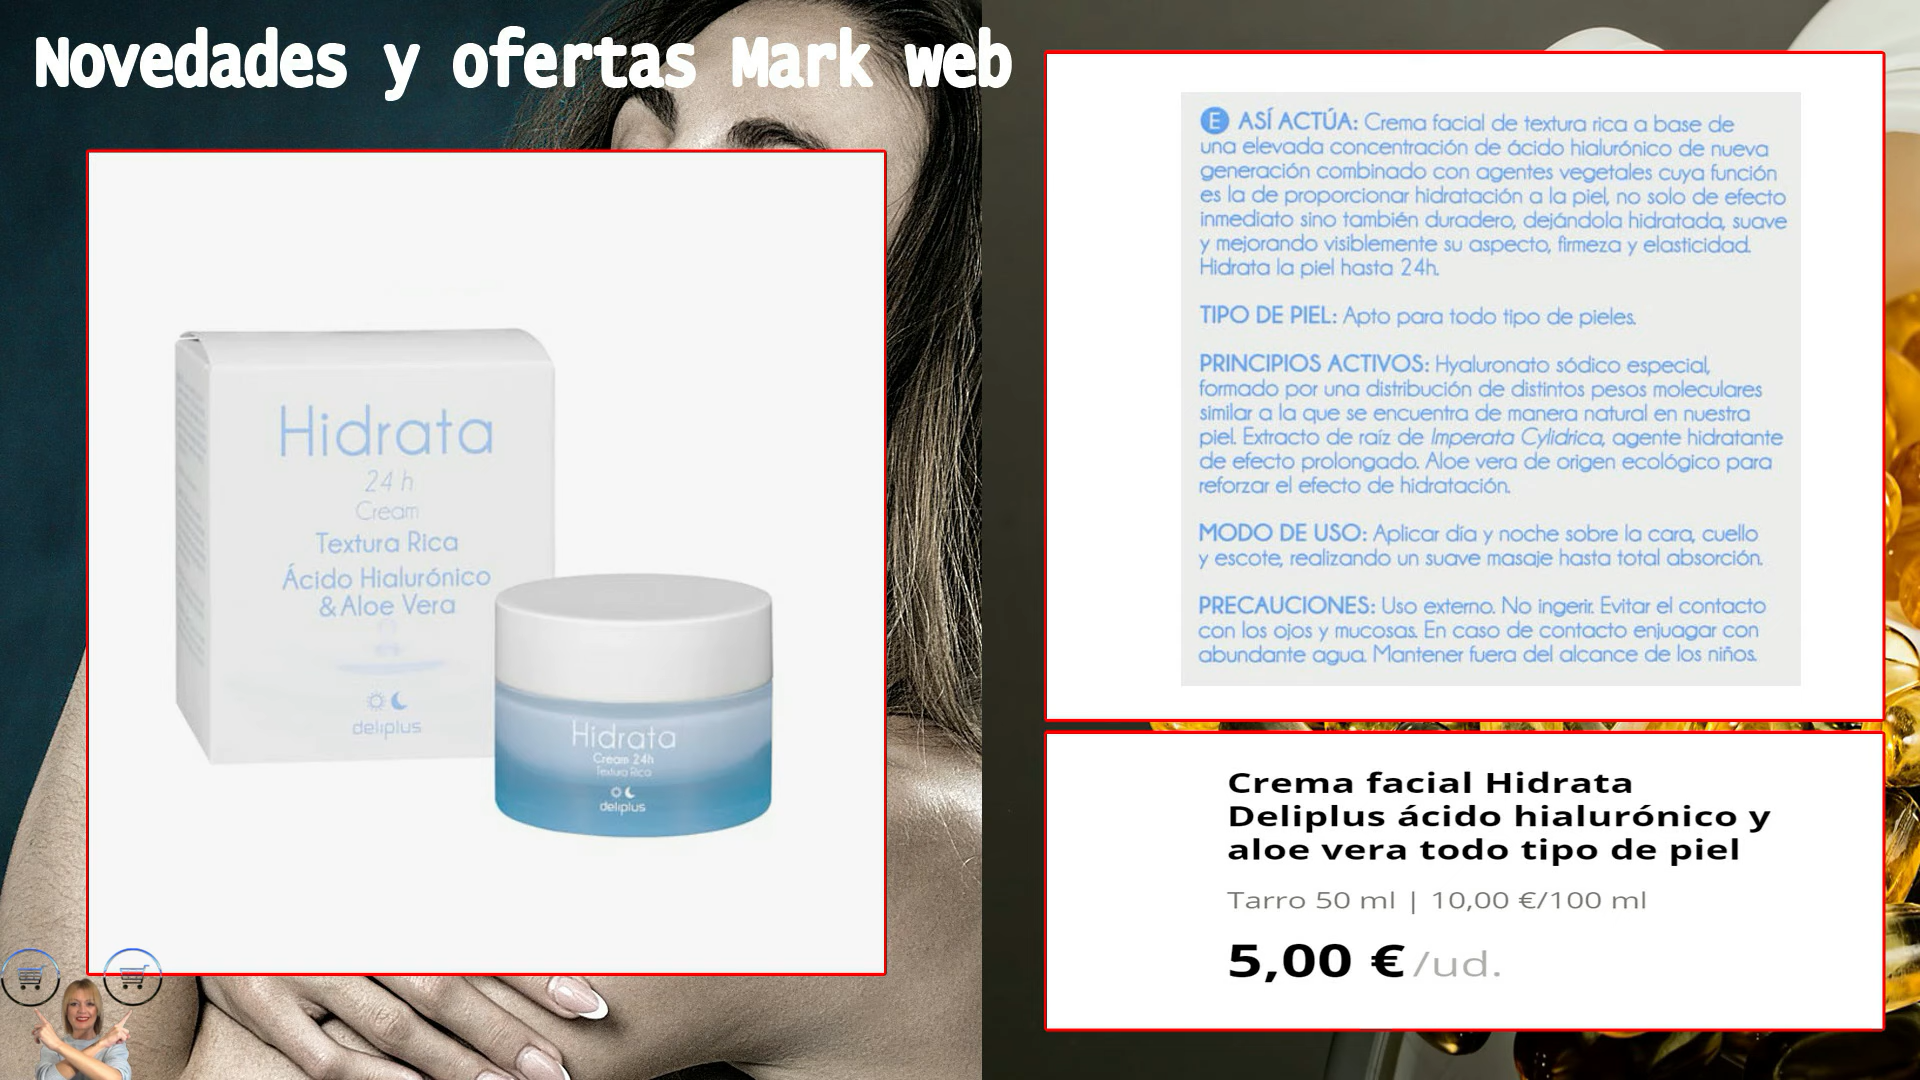 Novedades y ofertas Mark web
Hidrata
24 h
Cream
Textura Rica
Ácido Hialurónico
& Aloe Vera
deliplus
Hidrata
Cream 24h
Textura Rica
deliplus
E ASÍ ACTÚA: Crema facial de textura rica a base de
una elevada concentración de ácido hialurónico de nueva
generación combinado con agentes vegetales cuya función
es la de proporcionar hidratación a la piel, no solo de efecto
inmediato sino también duradero, dejándola hidratada, suave
y mejorando visiblemente su aspecto, firmeza y elasticidad.
Hidrata la piel hasta 24h.
TIPO DE PIEL: Apto para todo tipo de pieles.
PRINCIPIOS ACTIVOS: Hyaluronato sódico especial,
formado por una distribución de distintos pesos moleculares
similar a la que se encuentra de manera natural en nuestra
piel. Extracto de raíz de Imperata Cylidrica, agente hidratante
de efecto prolongado. Aloe vera de origen ecológico para
reforzar el efecto de hidratación.
MODO DE USO: Aplicar día y noche sobre la cara, cuello
y escote, realizando un suave masaje hasta total absorción.
PRECAUCIONES: Uso externo. No ingerir. Evitar el contacto
con los ojos y mucosas. En caso de contacto enjuagar con
abundante agua. Mantener fuera del alcance de los niños.
Crema facial Hidrata
Deliplus ácido hialurónico y
aloe vera todo tipo de piel
Tarro 50 ml | 10,00 €/100 ml
5,00 € /ud.